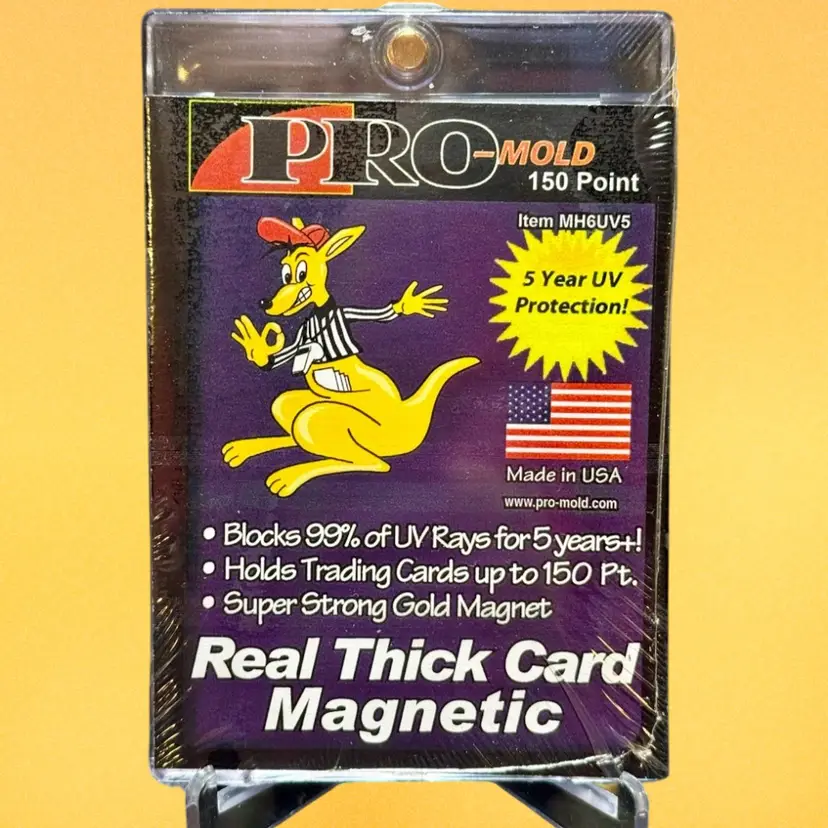 PRO-MOLD
150 Point
Item MH6UV5
5 Year UV
Protection!
Made in USA
www.pro-mold.com
• Blocks 99% of UV Rays for 5 years+!
• Holds Trading Cards up to 150 Pt.
• Super Strong Gold Magnet
Real Thick Card
Magnetic